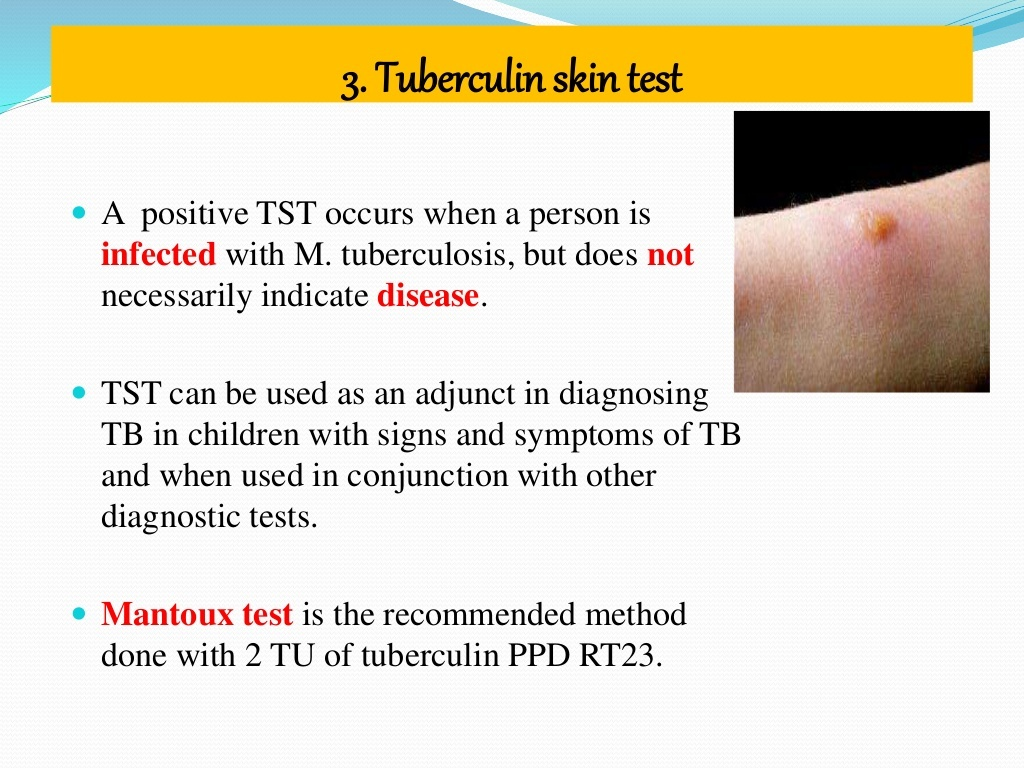 3. Tuberculin skin test
A positive TST occurs when a person is
infected with M. tuberculosis, but does not
necessarily indicate disease.
TST can be used as an adjunct in diagnosing
TB in children with signs and symptoms of TB
and when used in conjunction with other
diagnostic tests.
Mantoux test is the recommended method
done with 2 TU of tuberculin PPD RT23.